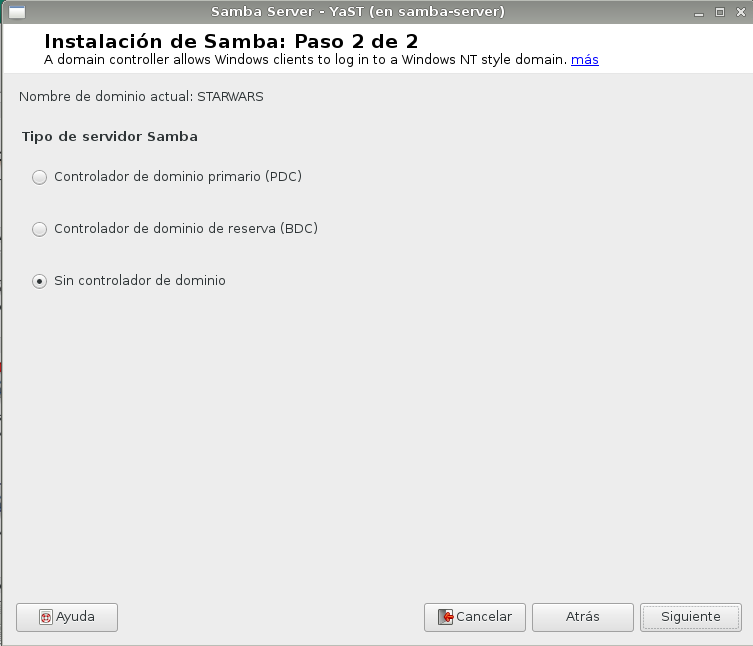 Samba Server - YaST (en samba-server)
Instalación de Samba: Paso 2 de 2
A domain controller allows Windows clients to log in to a Windows NT style domain. más
Nombre de dominio actual: STARWARS
Tipo de servidor Samba
Controlador de dominio primario (PDC)
Controlador de dominio de reserva (BDC)
Sin controlador de dominio
Ayuda Cancelar Atrás Siguiente